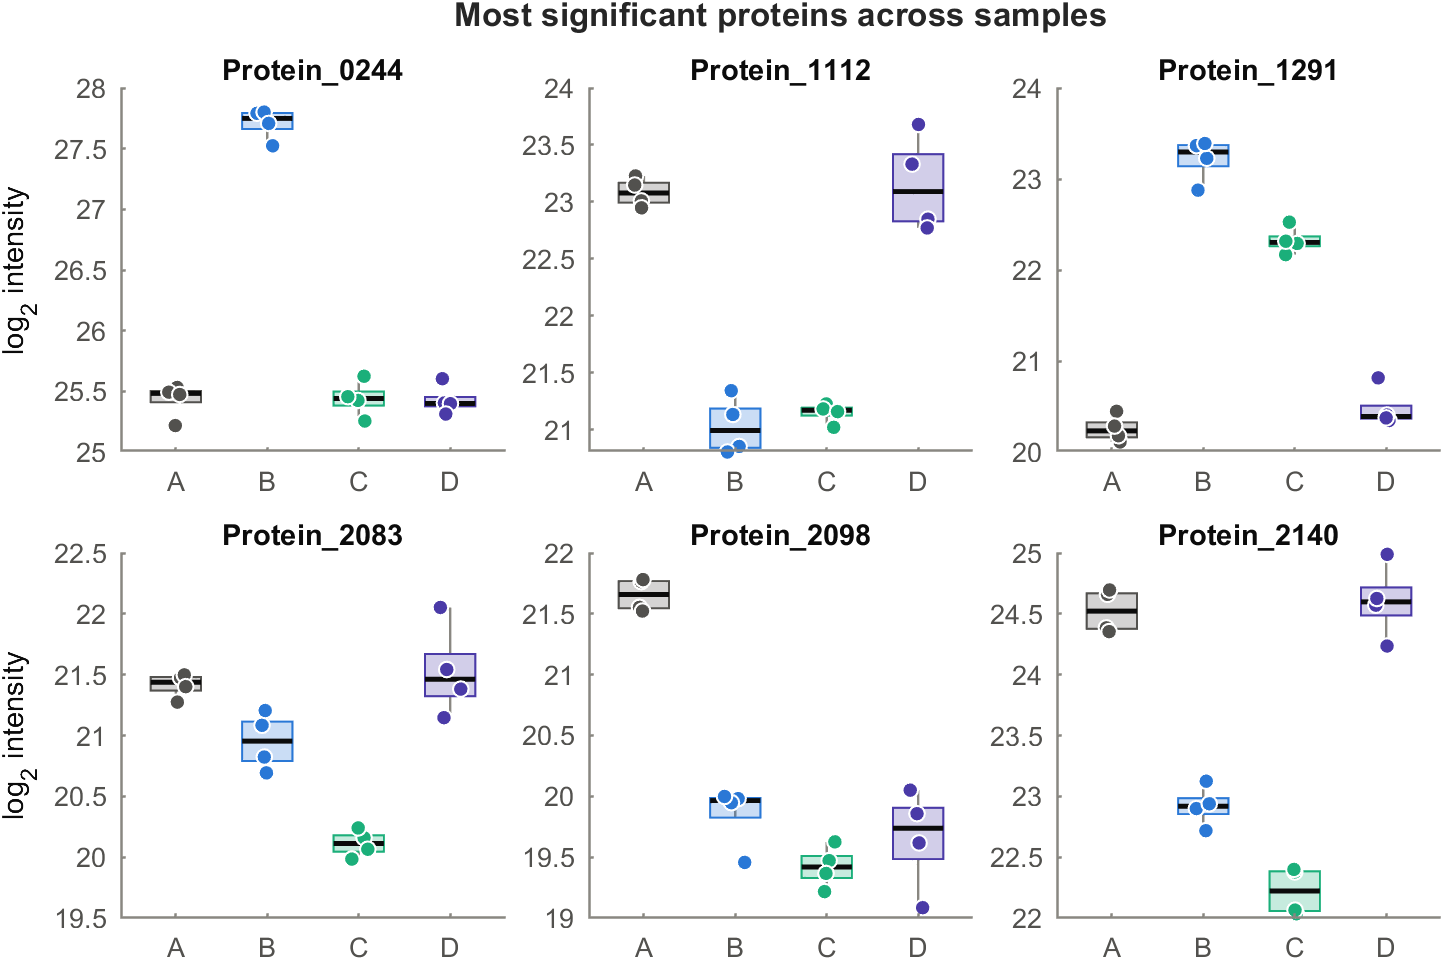 Most significant proteins across samples
Protein_0244
28
27.5
27
26.5
26
25.5
25
log2 intensity
A B C D
Protein_1112
24
23.5
23
22.5
22
21.5
21
A B C D
Protein_1291
24
23
22
21
20
A B C D
Protein_2083
22.5
22
21.5
21
20.5
20
19.5
log2 intensity
A B C D
Protein_2098
22
21.5
21
20.5
20
19.5
19
A B C D
Protein_2140
25
24.5
24
23.5
23
22.5
22
A B C D